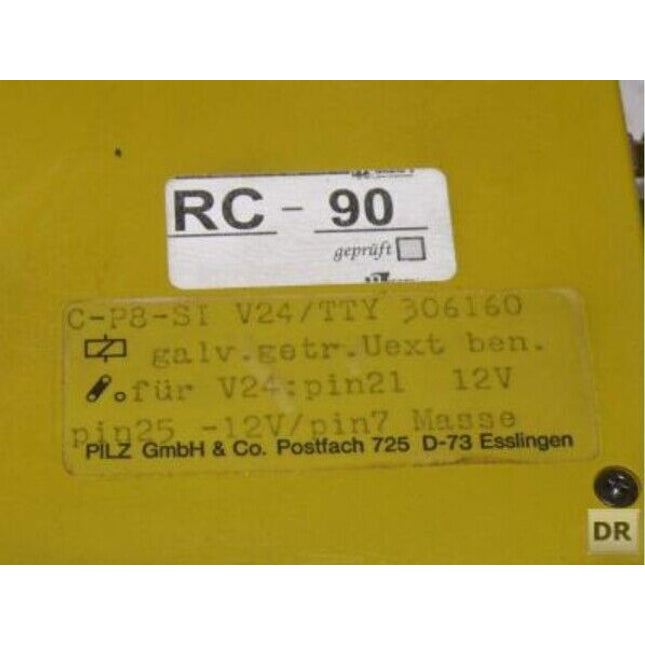 RC - 90
geprüft
C-P8-SI V24/TTY 306160
galv.getr.Uext ben.
für V24:pin21 12V
pin25 -12V/pin7 Masse
PILZ GmbH & Co. Postfach 725 D-73 Esslingen
DR